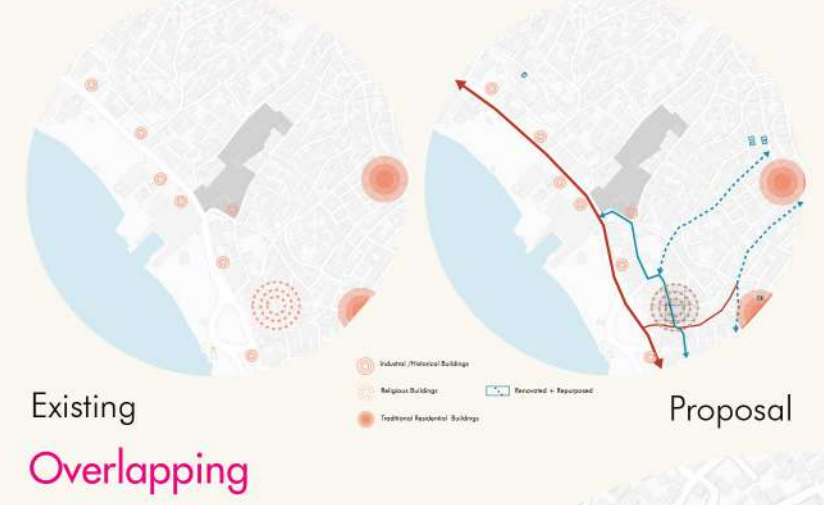 Industrial /Historical Buildings
Religious Buildings
Renovated + Repurposed
Traditional Residential Buildings
Existing
Proposal
Overlapping